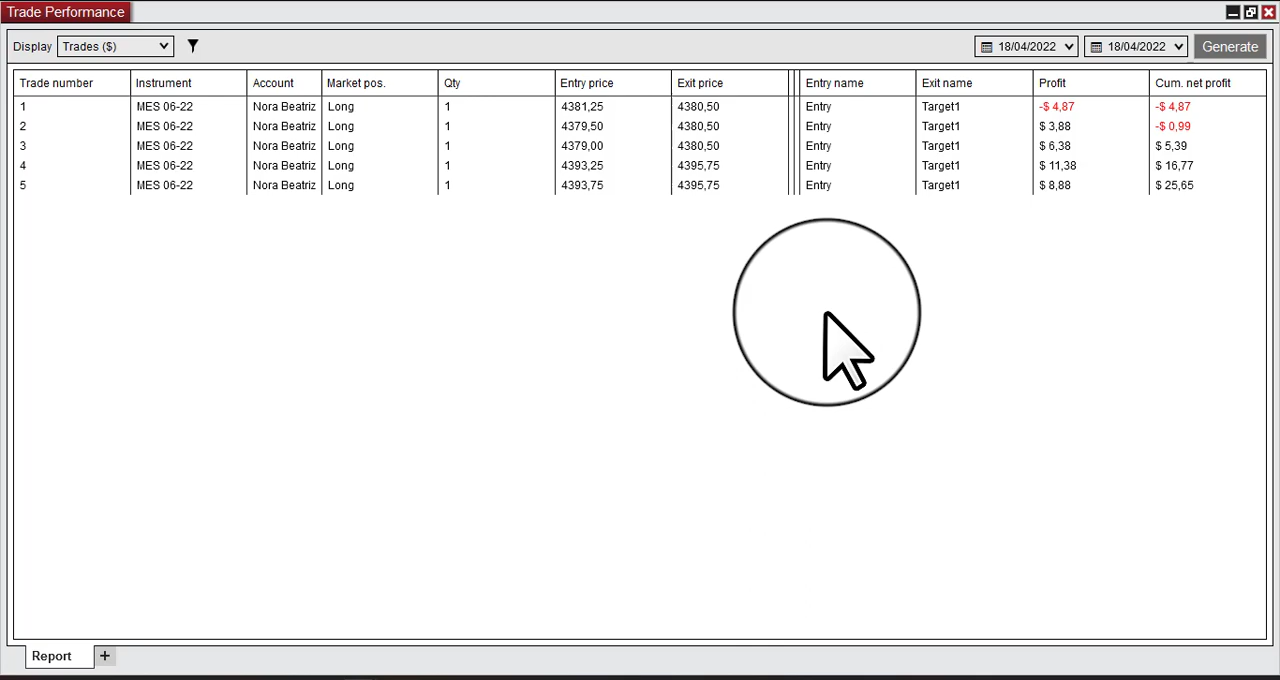 Trade Performance
Display Trades ($) 18/04/2022 18/04/2022 Generate
Trade number Instrument Account Market pos. Qty Entry price Exit price Entry name Exit name Profit Cum. net profit
1 MES 06-22 Nora Beatriz Long 1 4381,25 4380,50 Entry Target1 -$ 4,87 -$ 4,87
2 MES 06-22 Nora Beatriz Long 1 4379,50 4380,50 Entry Target1 $ 3,88 -$ 0,99
3 MES 06-22 Nora Beatriz Long 1 4379,00 4380,50 Entry Target1 $ 6,38 $ 5,39
4 MES 06-22 Nora Beatriz Long 1 4393,25 4395,75 Entry Target1 $ 11,38 $ 16,77
5 MES 06-22 Nora Beatriz Long 1 4393,75 4395,75 Entry Target1 $ 8,88 $ 25,65
Report +